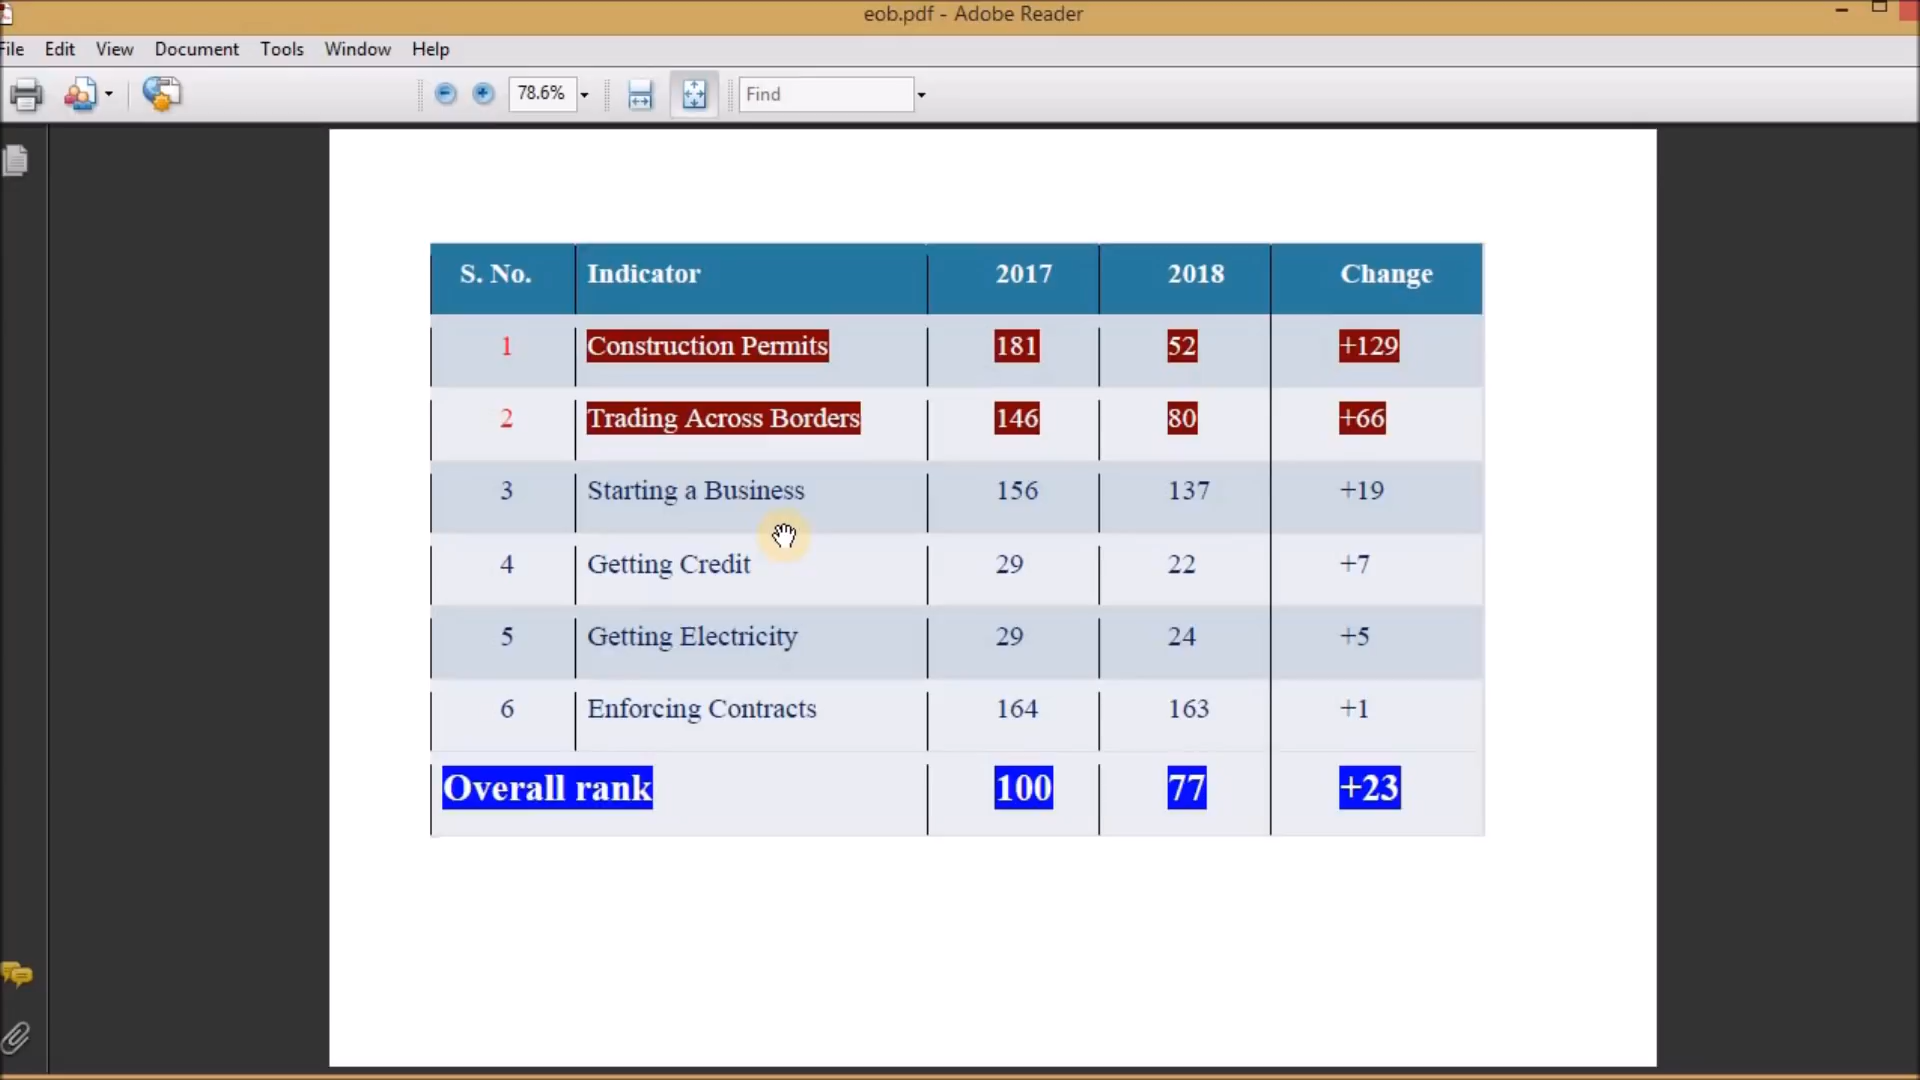 eob.pdf - Adobe Reader
File Edit View Document Tools Window Help
78.6% Find
S. No. Indicator 2017 2018 Change
1 Construction Permits 181 52 +129
2 Trading Across Borders 146 80 +66
3 Starting a Business 156 137 +19
4 Getting Credit 29 22 +7
5 Getting Electricity 29 24 +5
6 Enforcing Contracts 164 163 +1
Overall rank 100 77 +23